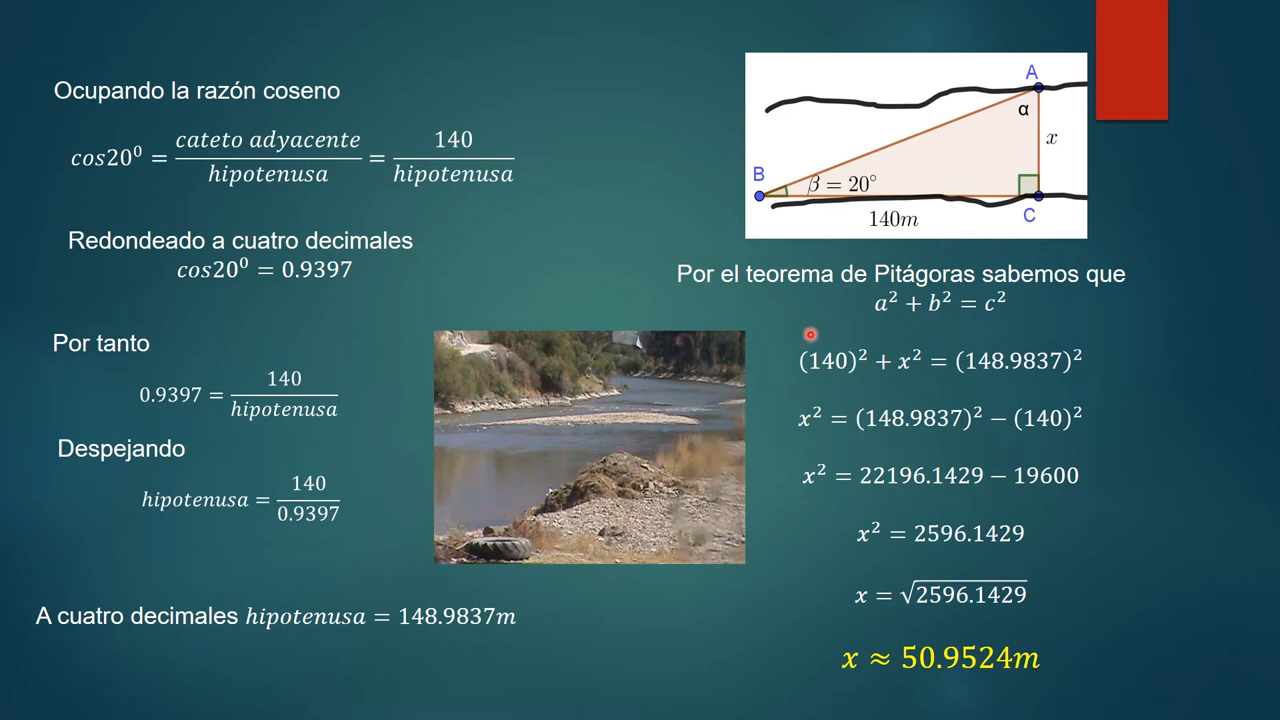 Ocupando la razón coseno
cos20⁰ = cateto adyacente / hipotenusa = 140 / hipotenusa
Redondeado a cuatro decimales
cos20⁰ = 0.9397
Por tanto
0.9397 = 140 / hipotenusa
Despejando
hipotenusa = 140 / 0.9397
A cuatro decimales hipotenusa = 148.9837m
A
α
x
B
β = 20°
C
140m
Por el teorema de Pitágoras sabemos que
a² + b² = c²
(140)² + x² = (148.9837)²
x² = (148.9837)² − (140)²
x² = 22196.1429 − 19600
x² = 2596.1429
x = √2596.1429
x ≈ 50.9524m